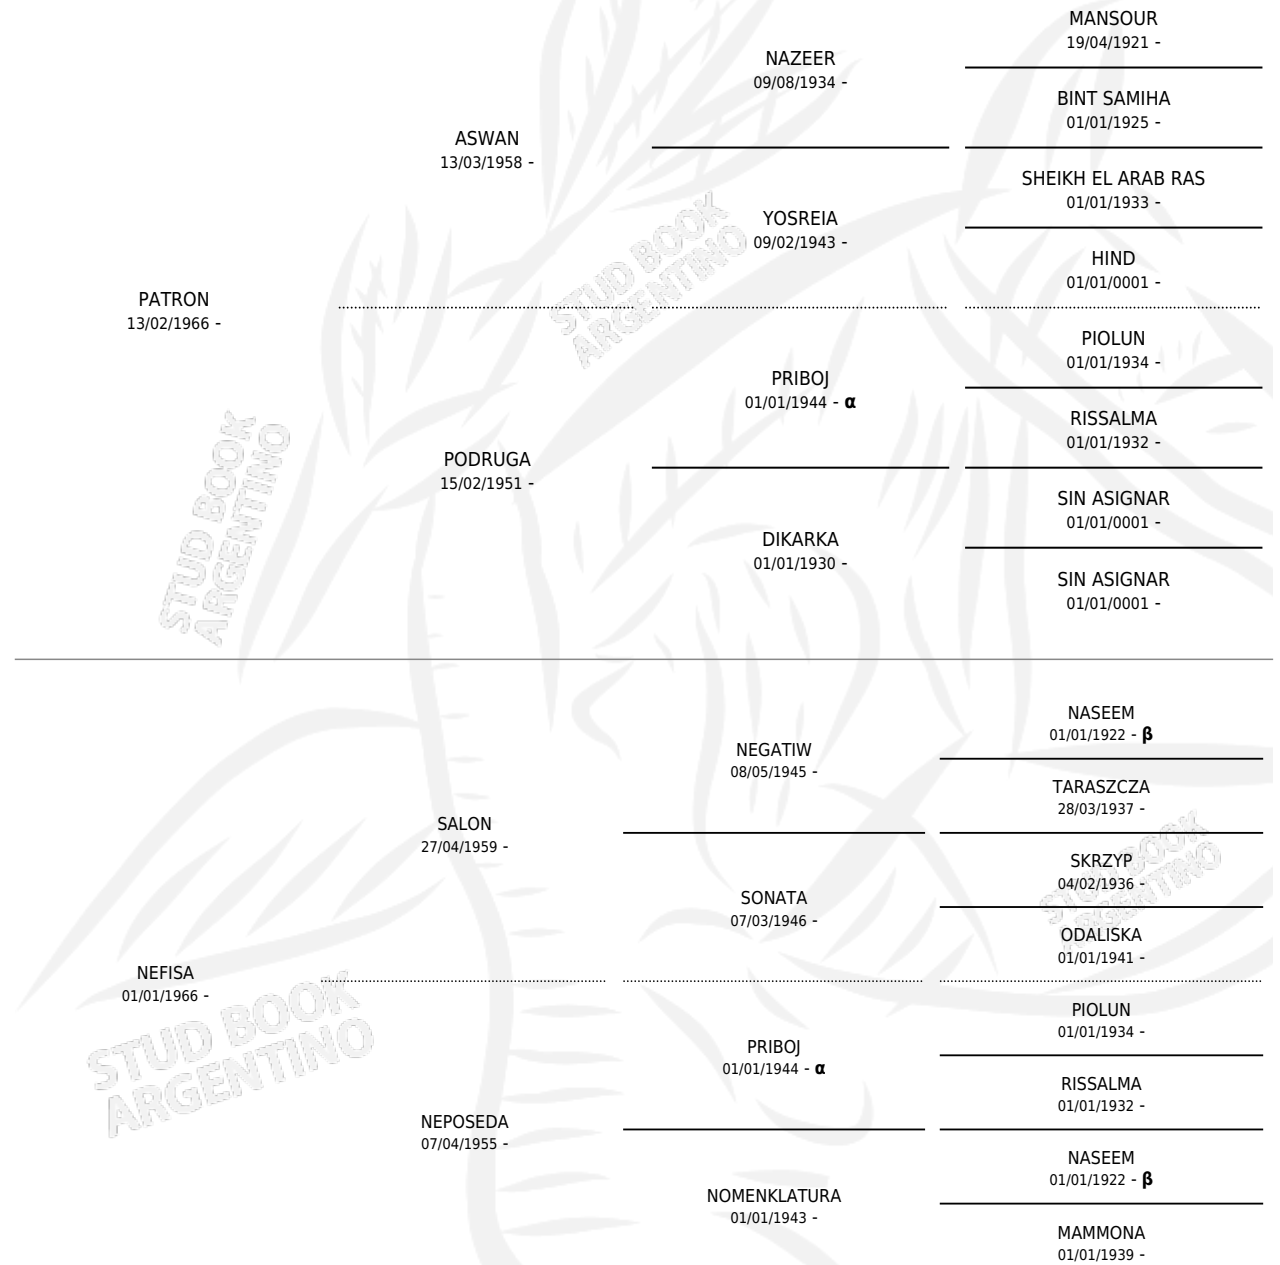 MANSOUR
19/04/1921 -
NAZEER
09/08/1934 -
BINT SAMIHA
01/01/1925 -
ASWAN
13/03/1958 -
SHEIKH EL ARAB RAS
01/01/1933 -
YOSREIA
09/02/1943 -
HIND
01/01/0001 -
PATRON
13/02/1966 -
PIOLUN
01/01/1934 -
PRIBOJ
01/01/1944 - α
RISSALMA
01/01/1932 -
PODRUGA
15/02/1951 -
SIN ASIGNAR
01/01/0001 -
DIKARKA
01/01/1930 -
SIN ASIGNAR
01/01/0001 -
NASEEM
01/01/1922 - β
NEGATIW
08/05/1945 -
TARASZCZA
28/03/1937 -
SALON
27/04/1959 -
SKRZYP
04/02/1936 -
SONATA
07/03/1946 -
ODALISKA
01/01/1941 -
NEFISA
01/01/1966 -
PIOLUN
01/01/1934 -
PRIBOJ
01/01/1944 - α
RISSALMA
01/01/1932 -
NEPOSEDA
07/04/1955 -
NASEEM
01/01/1922 - β
NOMENKLATURA
01/01/1943 -
MAMMONA
01/01/1939 -
STUD BOOK
ARGENTINO
STUD BOOK
ARGENTINO
STUD BOOK
ARGENTINO
STUD BOOK
ARGENTINO